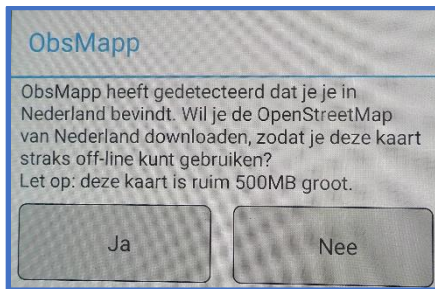 ObsMapp
ObsMapp heeft gedetecteerd dat je je in
Nederland bevindt. Wil je de OpenStreetMap
van Nederland downloaden, zodat je deze kaart
straks off-line kunt gebruiken?
Let op: deze kaart is ruim 500MB groot.
Ja
Nee